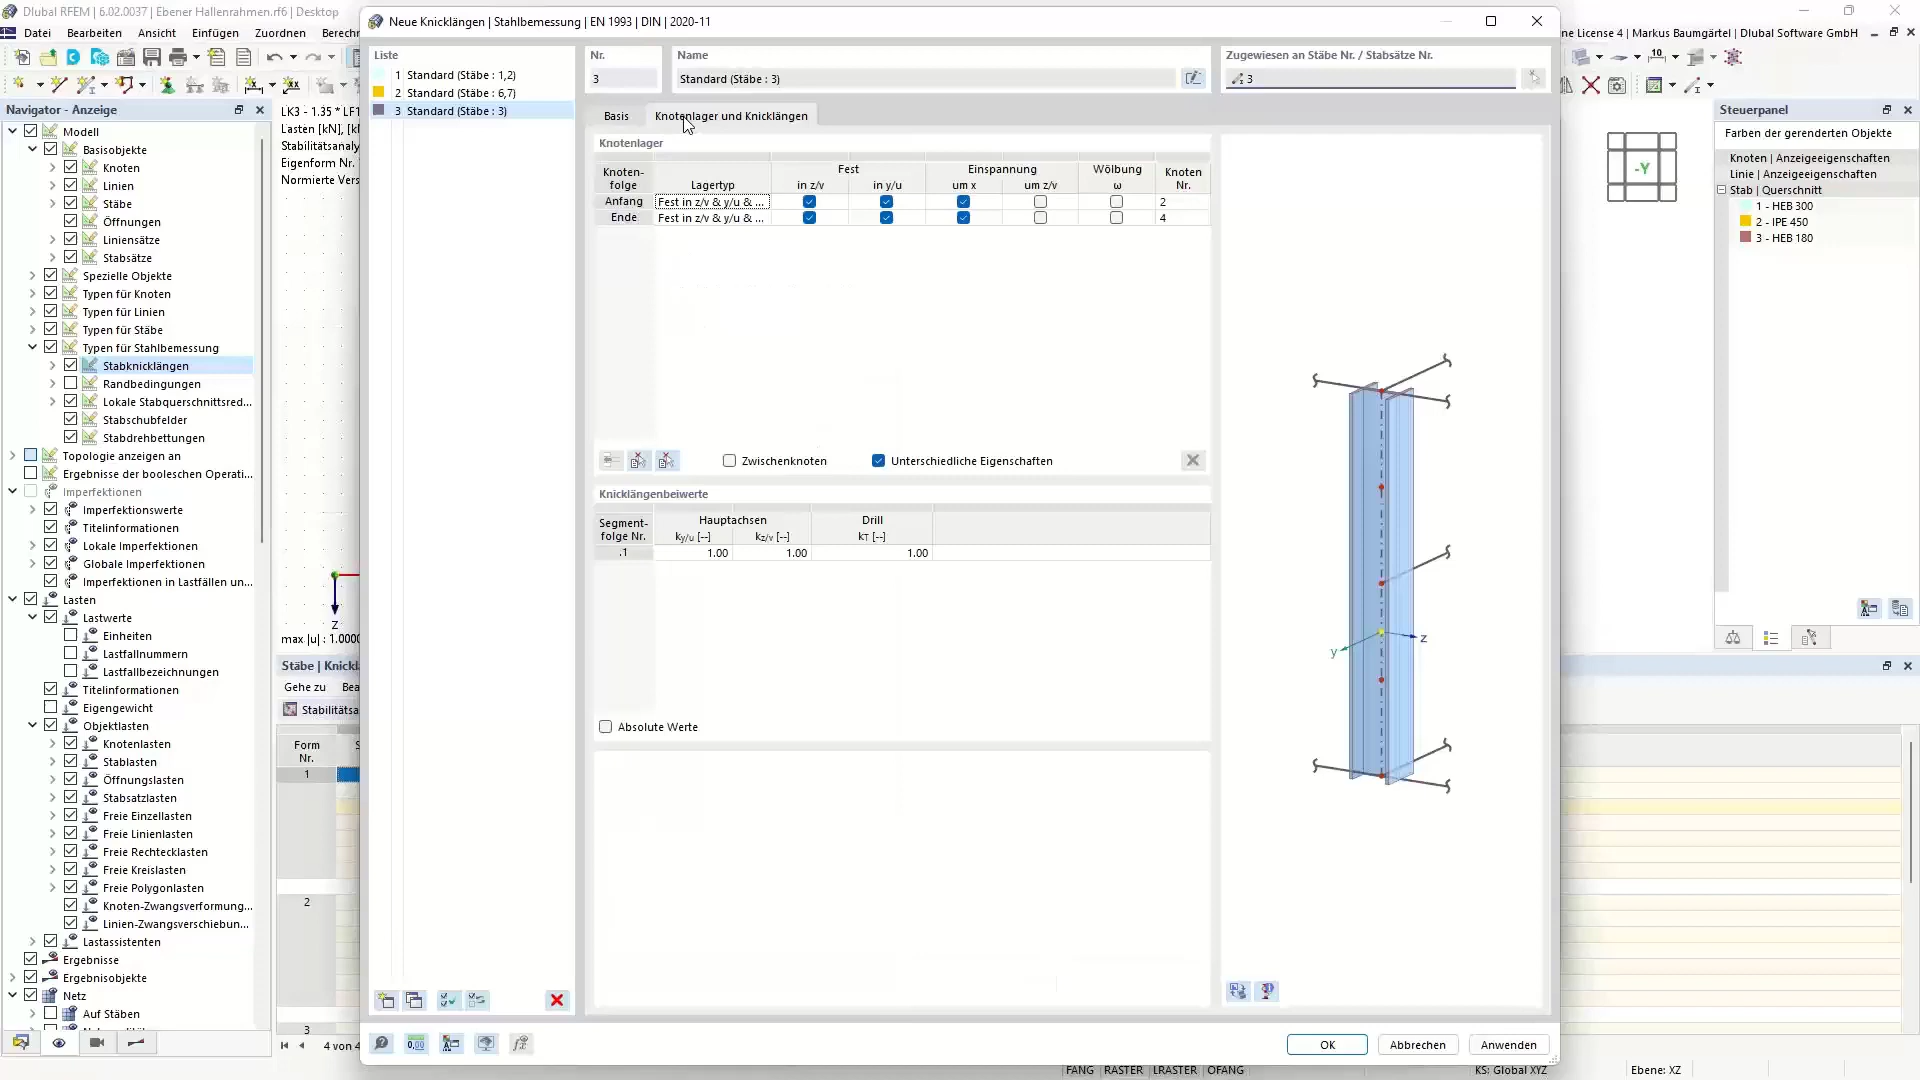 Dlubal RFEM | 6.02.0037 | Ebener Hallenrahmen.rf6 | Desktop
Datei Bearbeiten Ansicht Einfügen Zuordnen Berechn
ne License 4 | Markus Baumgärtel | Dlubal Software GmbH
Navigator - Anzeige
Modell
Basisobjekte
Knoten
Linien
Stäbe
Öffnungen
Liniensätze
Stabsätze
Spezielle Objekte
Typen für Knoten
Typen für Linien
Typen für Stäbe
Typen für Stahlbemessung
Stabknicklängen
Randbedingungen
Lokale Stabquerschnittsred...
Stabschubfelder
Stabdrehbettungen
Topologie anzeigen an
Ergebnisse der booleschen Operati...
Imperfektionen
Imperfektionswerte
Titelinformationen
Lokale Imperfektionen
Globale Imperfektionen
Imperfektionen in Lastfällen un...
Lasten
Lastwerte
Einheiten
Lastfallnummern
Lastfallbezeichnungen
Titelinformationen
Eigengewicht
Objektlasten
Knotenlasten
Stablasten
Öffnungslasten
Stabsatzlasten
Freie Einzellasten
Freie Linienlasten
Freie Rechtecklasten
Freie Kreislasten
Freie Polygonlasten
Knoten-Zwangsverformung...
Linien-Zwangsverschiebun...
Lastassistenten
Ergebnisse
Ergebnisobjekte
Netz
Auf Stäben
LK3 - 1.35 * LF1
Lasten [kN], [k
Stabilitätsanaly
Eigenform Nr.
Normierte Vers
Z
max |u| : 1.0000
Stäbe | Knickl
Gehe zu Bea
Stabilitätsa
Form
Nr.
1
2
3
4 von
Neue Knicklängen | Stahlbemessung | EN 1993 | DIN | 2020-11
Liste
1 Standard (Stäbe : 1,2)
2 Standard (Stäbe : 6,7)
3 Standard (Stäbe : 3)
Nr.
3
Name
Standard (Stäbe : 3)
Zugewiesen an Stäbe Nr. / Stabsätze Nr.
3
Basis Knotenlager und Knicklängen
Knotenlager
Knoten- Fest Einspannung Wölbung Knoten
folge Lagertyp in z/v in y/u um x um z/v ω Nr.
Anfang Fest in z/v & y/u & ... 2
Ende Fest in z/v & y/u & ... 4
Zwischenknoten Unterschiedliche Eigenschaften
Knicklängenbeiwerte
Segment- Hauptachsen Drill
folge Nr. ky/u [--] kz/v [--] kT [--]
.1 1.00 1.00 1.00
Absolute Werte
y
z
OK Abbrechen Anwenden
-Y
Steuerpanel
Farben der gerenderten Objekte
Knoten | Anzeigeeigenschaften
Linie | Anzeigeeigenschaften
Stab | Querschnitt
1 - HEB 300
2 - IPE 450
3 - HEB 180
FANG RASTER LRASTER OFANG KS: Global XYZ Ebene: XZ